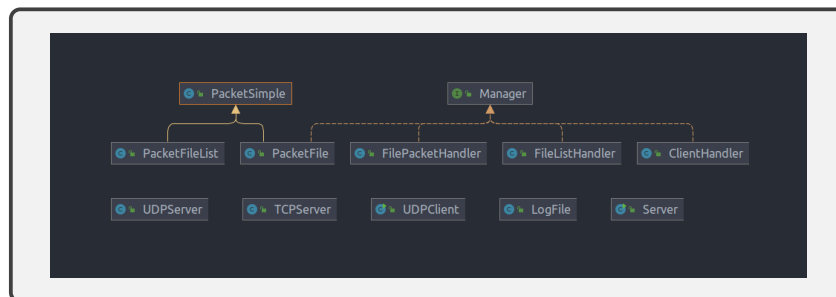 PacketSimple Manager
PacketFileList PacketFile FilePacketHandler FileListHandler ClientHandler
UDPServer TCPServer UDPClient LogFile Server